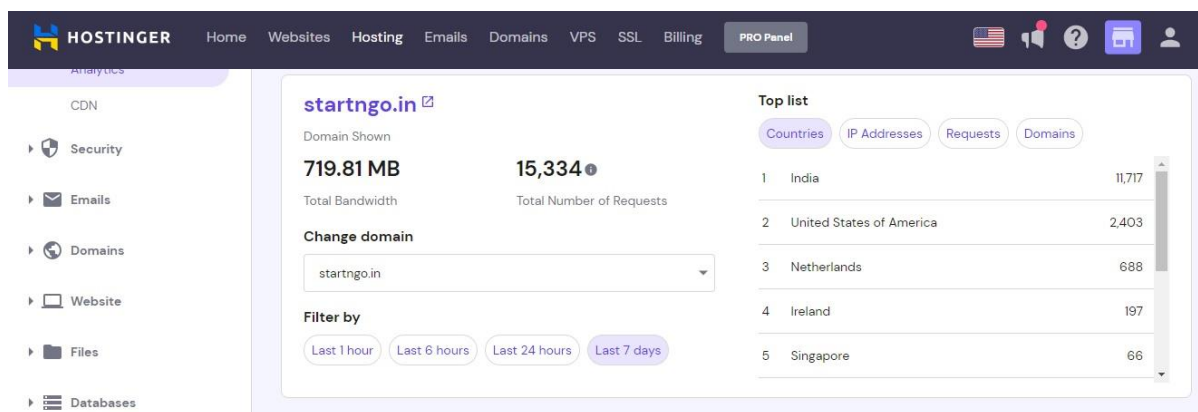 HOSTINGER Home Websites Hosting Emails Domains VPS SSL Billing PRO Panel
Analytics
CDN
Security
Emails
Domains
Website
Files
Databases
startngo.in
Domain Shown
719.81 MB 15,334
Total Bandwidth Total Number of Requests
Change domain
startngo.in
Filter by
Last 1 hour Last 6 hours Last 24 hours Last 7 days
Top list
Countries IP Addresses Requests Domains
1 India 11,717
2 United States of America 2,403
3 Netherlands 688
4 Ireland 197
5 Singapore 66